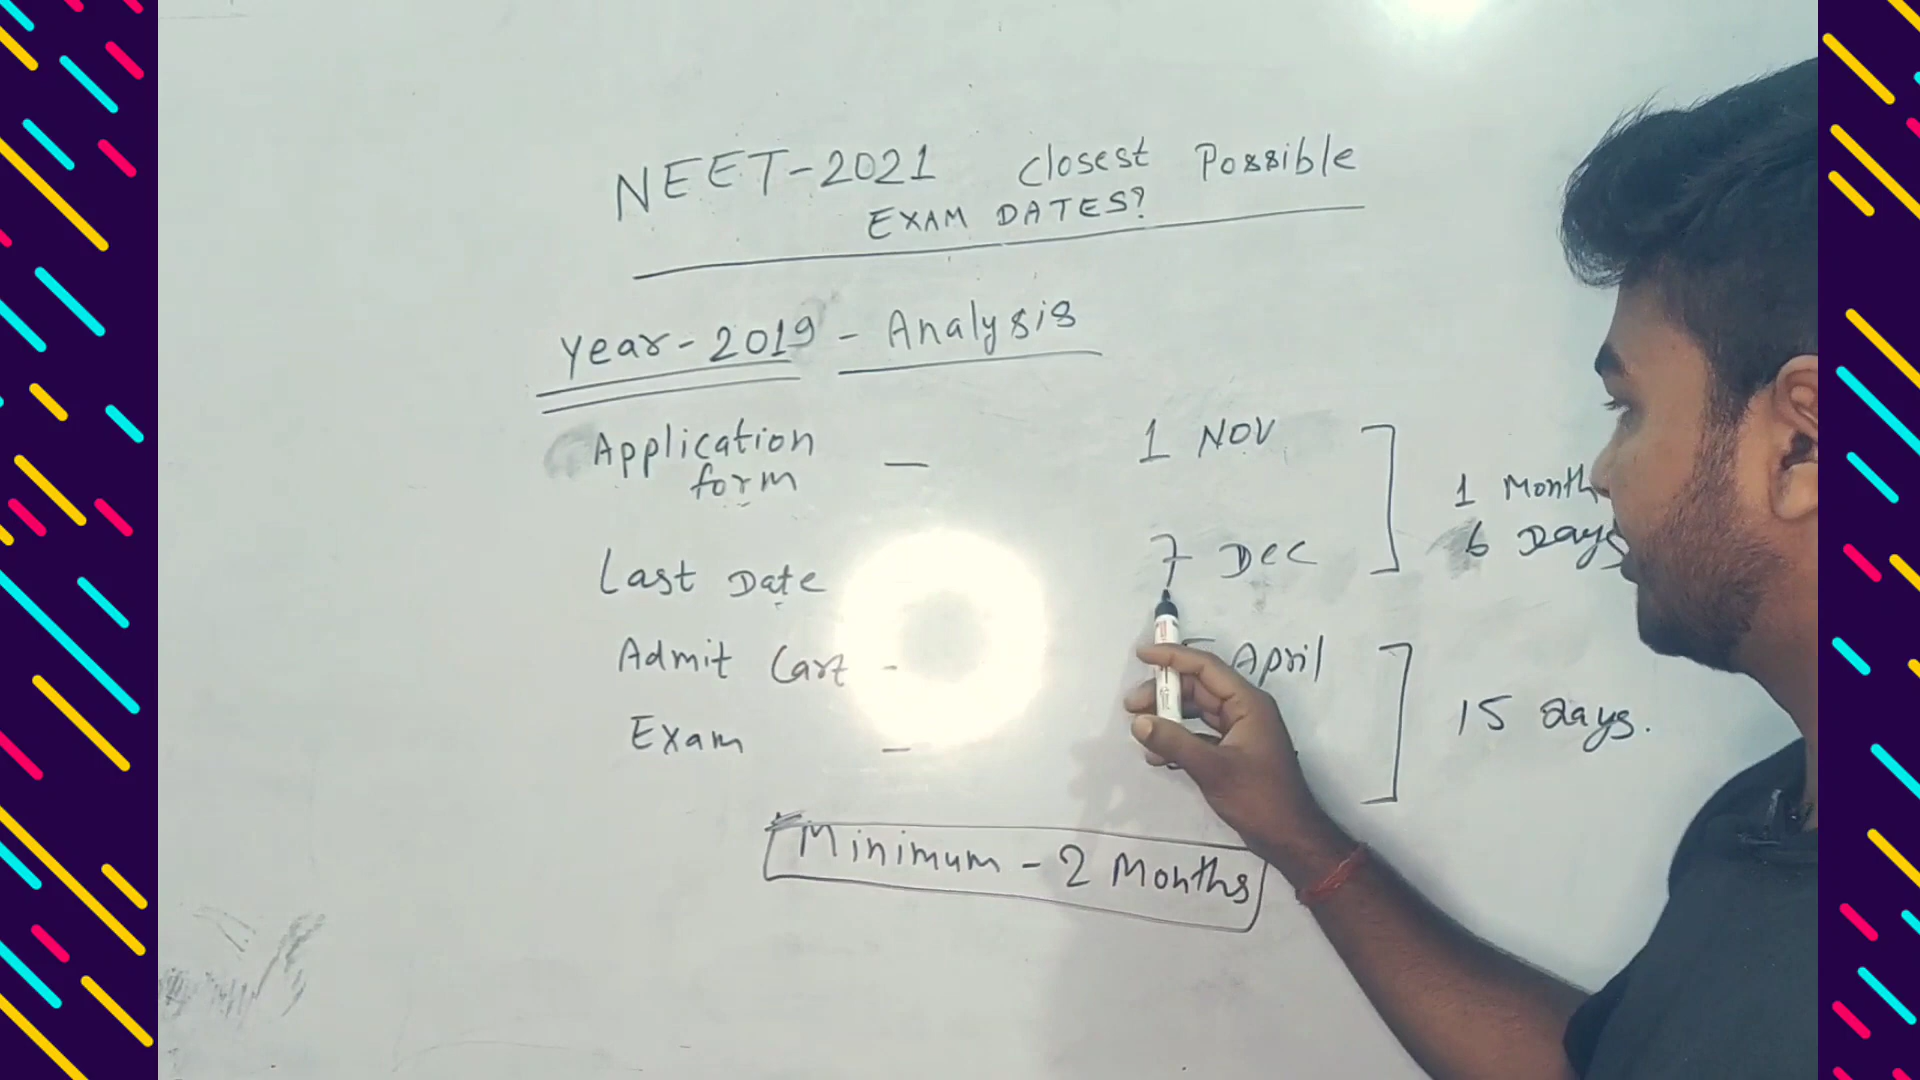 NEET-2021 Closest Possible
EXAM DATES?
Year-2019 - Analysis
Application form — 1 NOV
1 Month
6 Days
Last Date 7 Dec
Admit Cart - April
15 days.
Exam —
Minimum - 2 Months